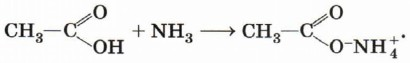 CH₃—C(=O)OH + NH₃ ⟶ CH₃—C(=O)O⁻NH₄⁺.